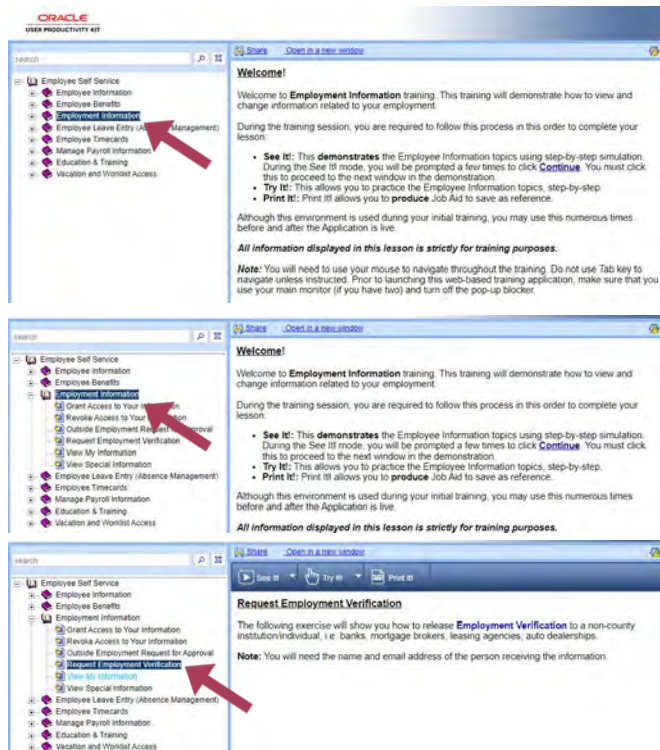 ORACLE
USER PRODUCTIVITY KIT
search
Employee Self Service
Employee Information
Employee Benefits
Employment Information
Employee Leave Entry (Ab Management)
Employee Timecards
Manage Payroll Information
Education & Training
Vacation and Worklist Access
Share Open in a new window
Welcome!
Welcome to Employment Information training. This training will demonstrate how to view and
change information related to your employment.
During the training session, you are required to follow this process in this order to complete your
lesson:
• See It!: This demonstrates the Employee Information topics using step-by-step simulation.
During the See It! mode, you will be prompted a few times to click Continue. You must click
this to proceed to the next window in the demonstration.
• Try It!: This allows you to practice the Employee Information topics, step-by-step.
• Print It!: Print It! allows you to produce Job Aid to save as reference.
Although this environment is used during your initial training, you may use this numerous times
before and after the Application is live.
All information displayed in this lesson is strictly for training purposes.
Note: You will need to use your mouse to navigate throughout the training. Do not use Tab key to
navigate unless instructed. Prior to launching this web-based training application, make sure that you
use your main monitor (if you have two) and turn off the pop-up blocker.
search
Employee Self Service
Employee Information
Employee Benefits
Employment Information
Grant Access to Your Information
Revoke Access to Your Information
Outside Employment Request for Approval
Request Employment Verification
View My Information
View Special Information
Employee Leave Entry (Absence Management)
Employee Timecards
Manage Payroll Information
Education & Training
Vacation and Worklist Access
Share Open in a new window
Welcome!
Welcome to Employment Information training. This training will demonstrate how to view and
change information related to your employment.
During the training session, you are required to follow this process in this order to complete your
lesson:
• See It!: This demonstrates the Employee Information topics using step-by-step simulation.
During the See It! mode, you will be prompted a few times to click Continue. You must click
this to proceed to the next window in the demonstration.
• Try It!: This allows you to practice the Employee Information topics, step-by-step.
• Print It!: Print It! allows you to produce Job Aid to save as reference.
Although this environment is used during your initial training, you may use this numerous times
before and after the Application is live.
All information displayed in this lesson is strictly for training purposes.
search
Employee Self Service
Employee Information
Employee Benefits
Employment Information
Grant Access to Your Information
Revoke Access to Your Information
Outside Employment Request for Approval
Request Employment Verification
View My Information
View Special Information
Employee Leave Entry (Absence Management)
Employee Timecards
Manage Payroll Information
Education & Training
Vacation and Worklist Access
Share Open in a new window
See It! Try It! Print It!
Request Employment Verification
The following exercise will show you how to release Employment Verification to a non-county
institution/individual, i.e. banks, mortgage brokers, leasing agencies, auto dealerships.
Note: You will need the name and email address of the person receiving the information.